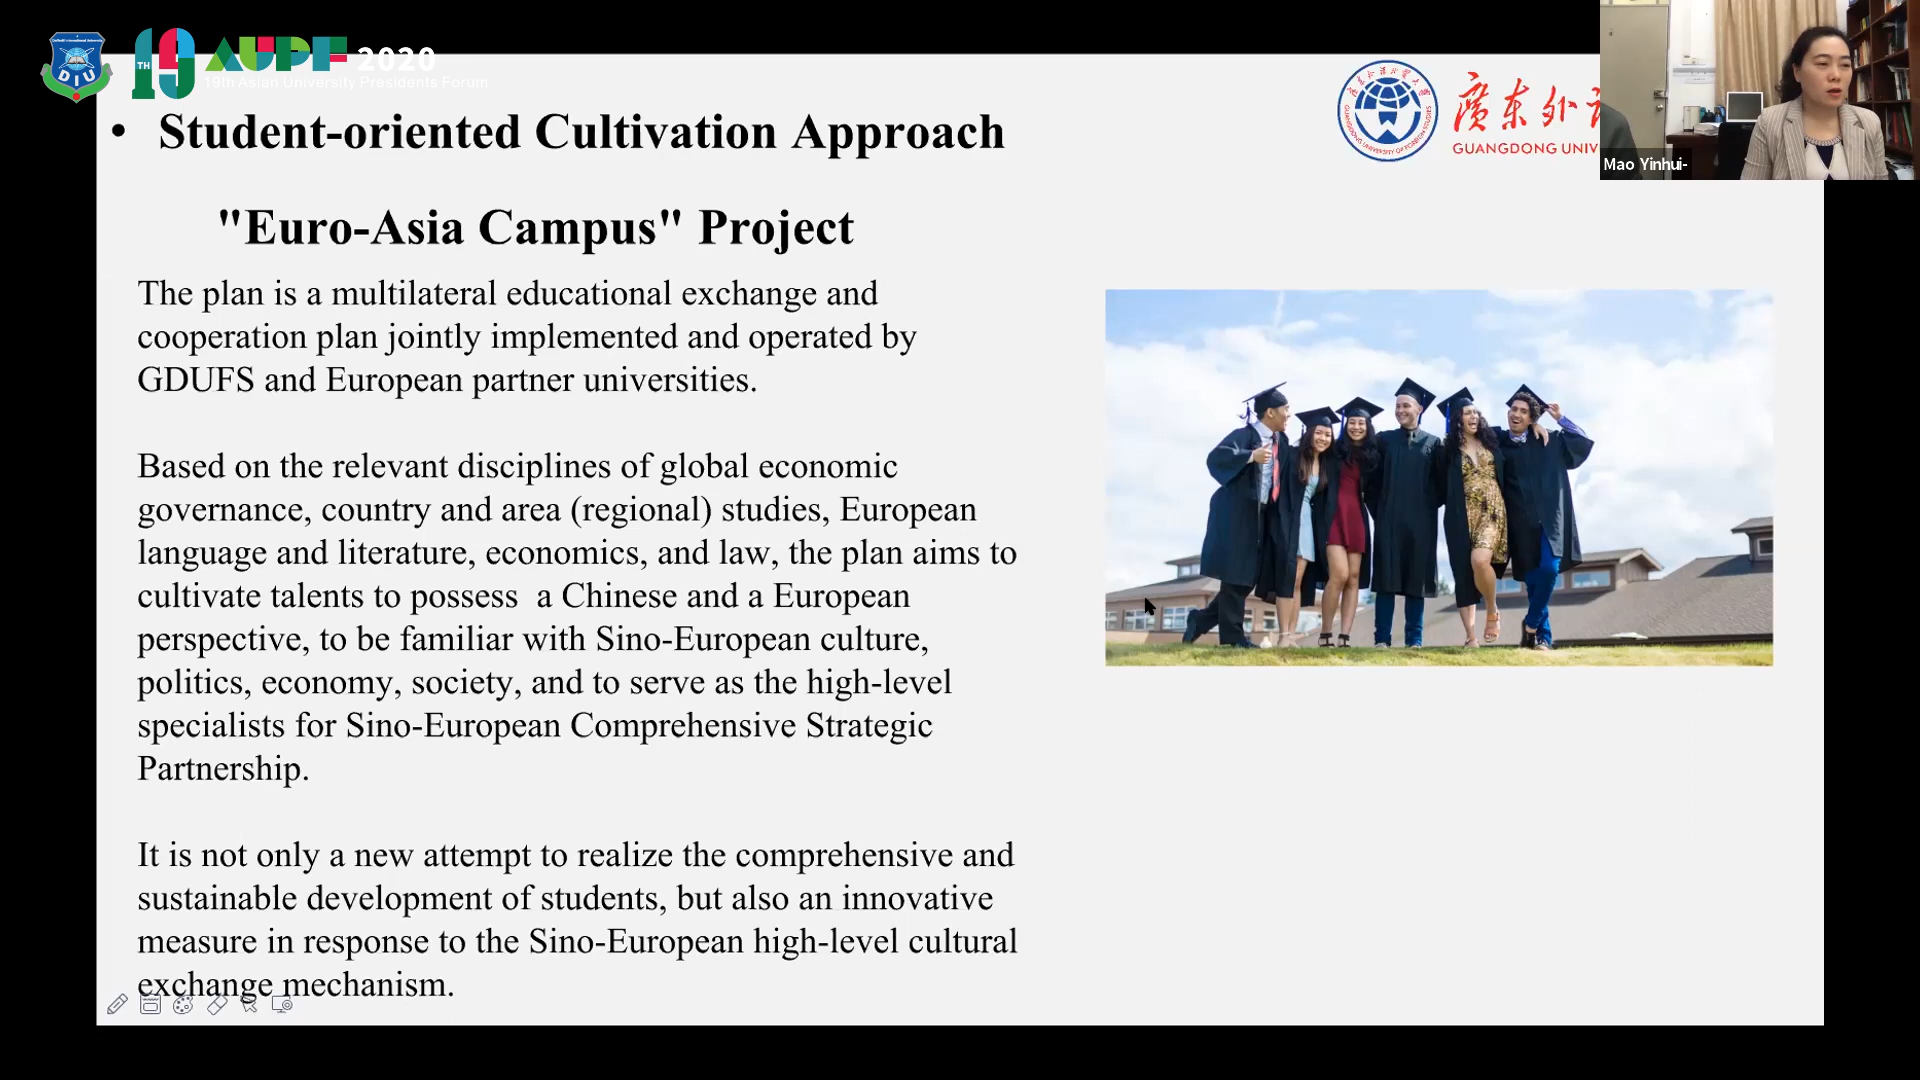 DIU
19 TH AUPF 2020
19th Asian University Presidents Forum
廣东外
GUANGDONG UNIV
Mao Yinhui-
• Student-oriented Cultivation Approach
"Euro-Asia Campus" Project
The plan is a multilateral educational exchange and
cooperation plan jointly implemented and operated by
GDUFS and European partner universities.
Based on the relevant disciplines of global economic
governance, country and area (regional) studies, European
language and literature, economics, and law, the plan aims to
cultivate talents to possess  a Chinese and a European
perspective, to be familiar with Sino-European culture,
politics, economy, society, and to serve as the high-level
specialists for Sino-European Comprehensive Strategic
Partnership.
It is not only a new attempt to realize the comprehensive and
sustainable development of students, but also an innovative
measure in response to the Sino-European high-level cultural
exchange mechanism.